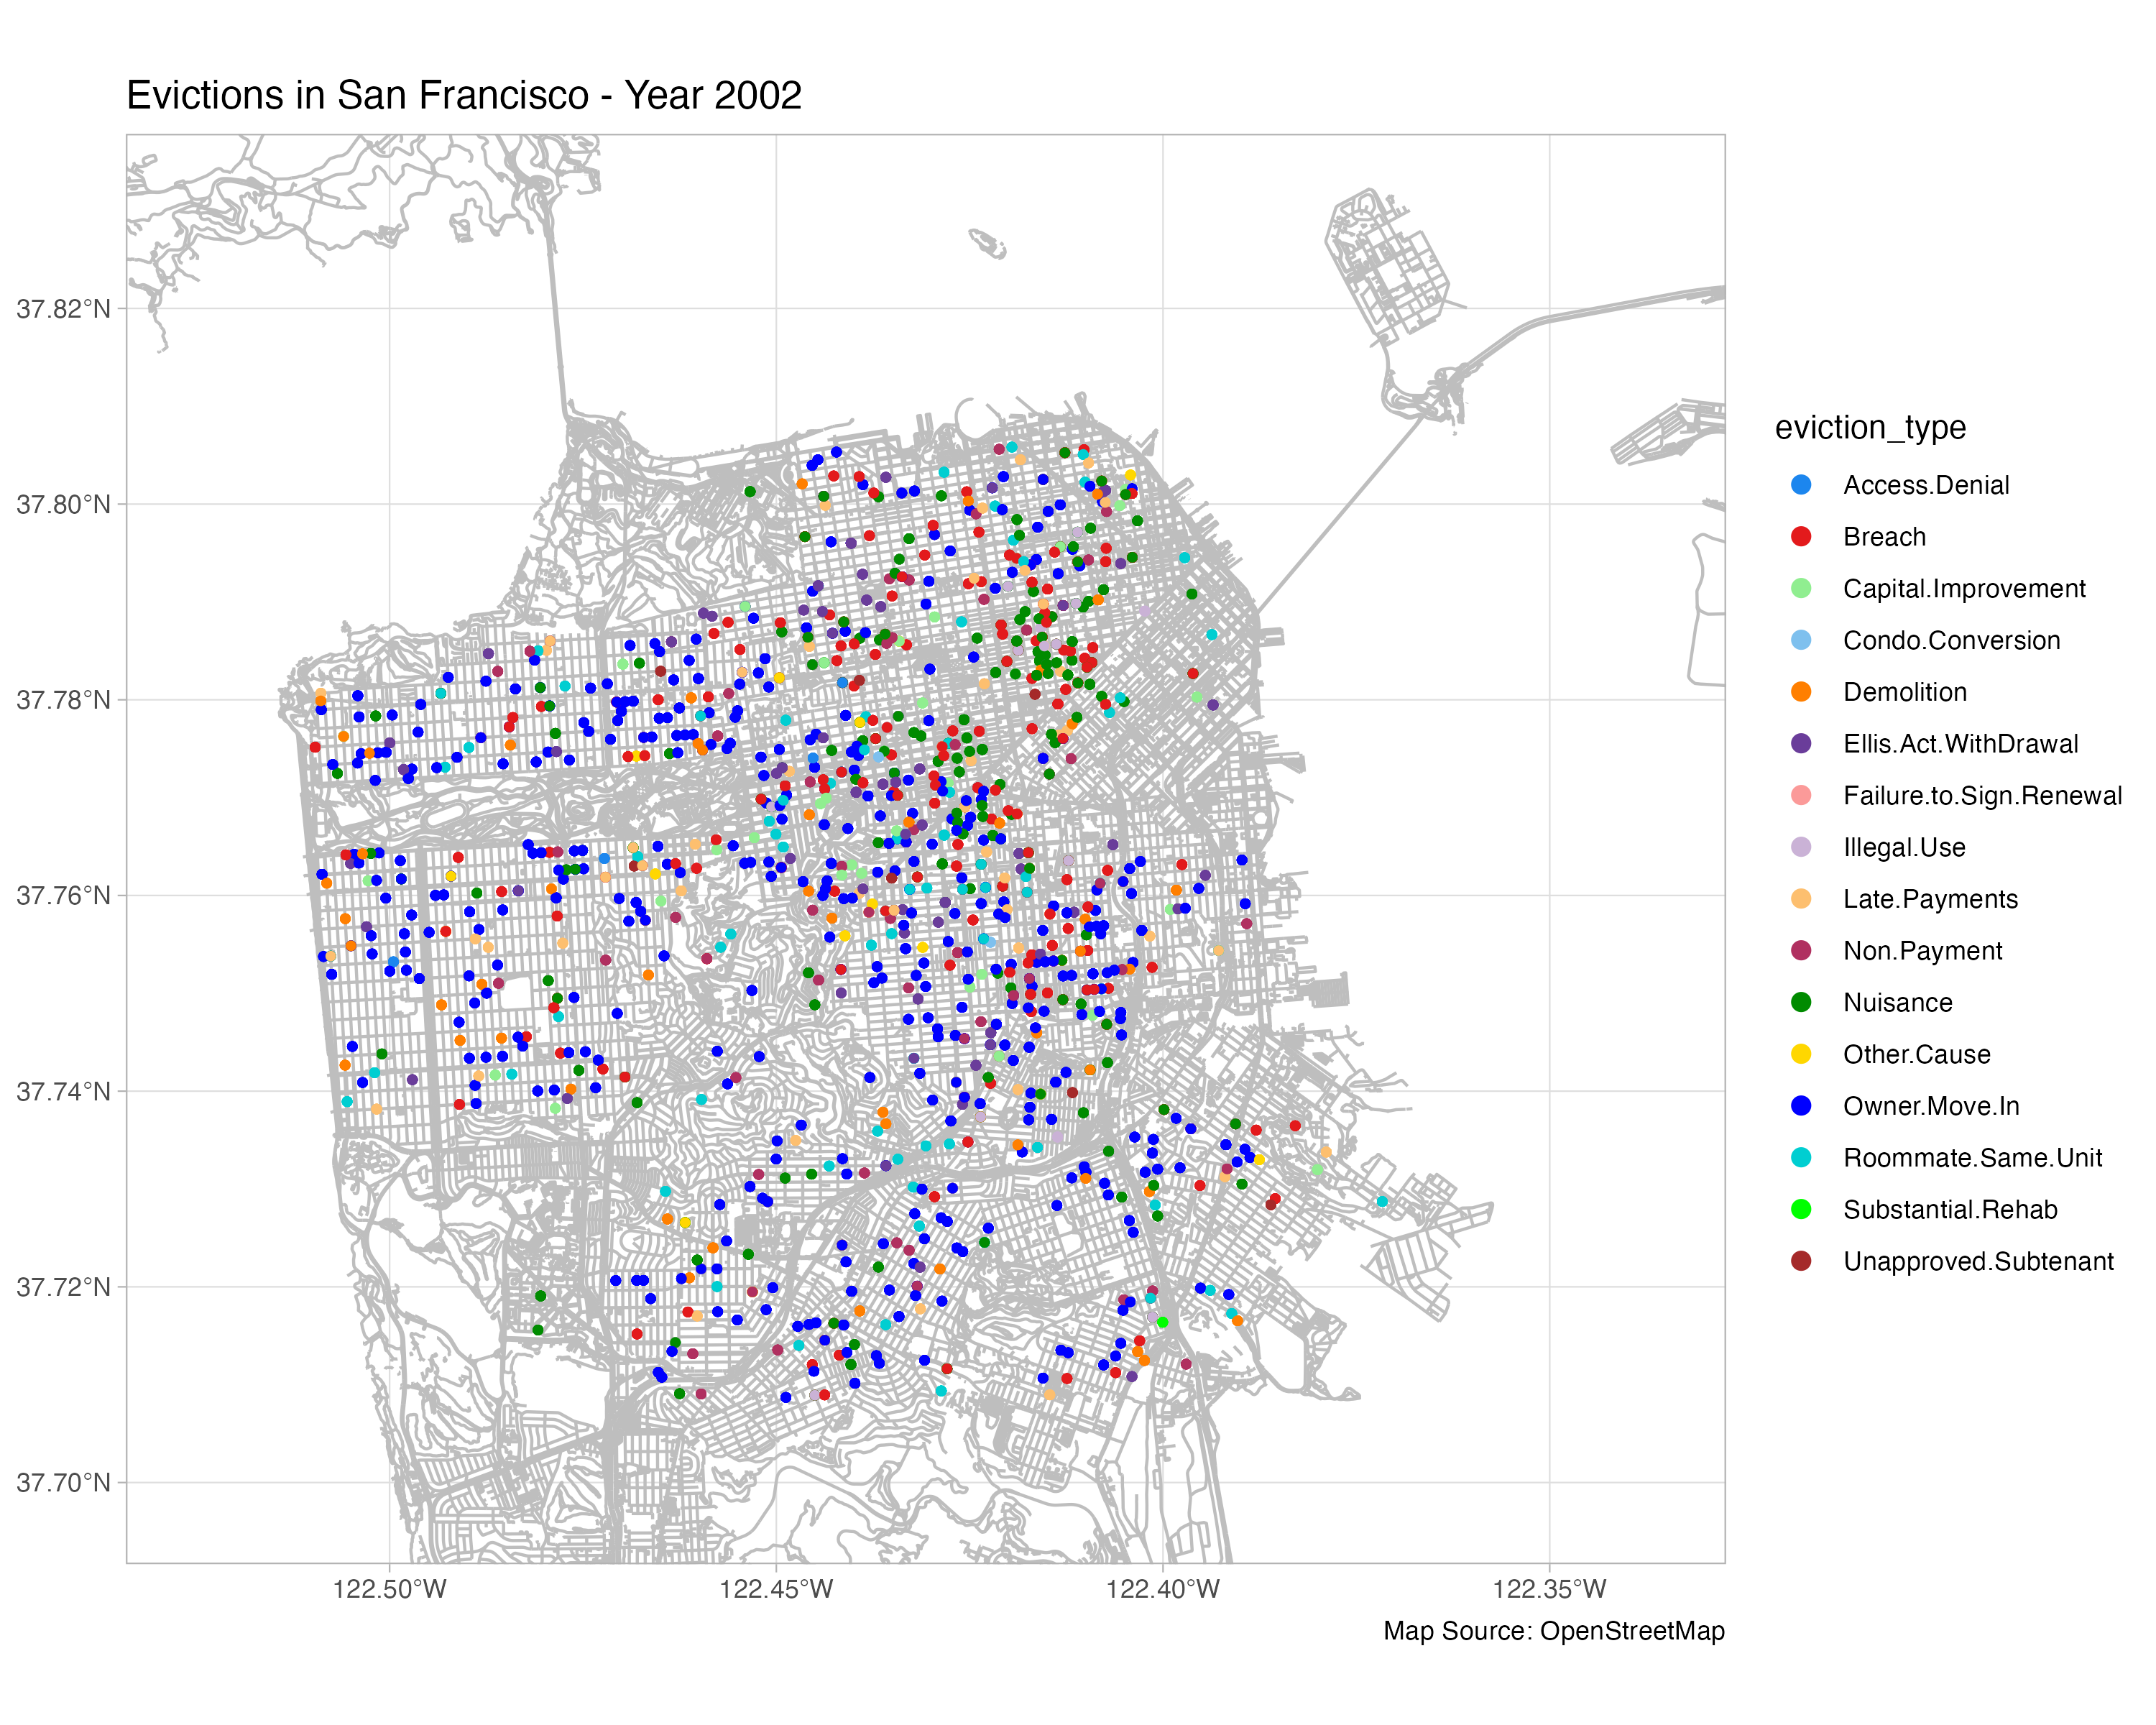 Evictions in San Francisco - Year 2002
37.82°N
37.80°N
37.78°N
37.76°N
37.74°N
37.72°N
37.70°N
122.50°W
122.45°W
122.40°W
122.35°W
Map Source: OpenStreetMap
eviction_type
Access.Denial
Breach
Capital.Improvement
Condo.Conversion
Demolition
Ellis.Act.WithDrawal
Failure.to.Sign.Renewal
Illegal.Use
Late.Payments
Non.Payment
Nuisance
Other.Cause
Owner.Move.In
Roommate.Same.Unit
Substantial.Rehab
Unapproved.Subtenant